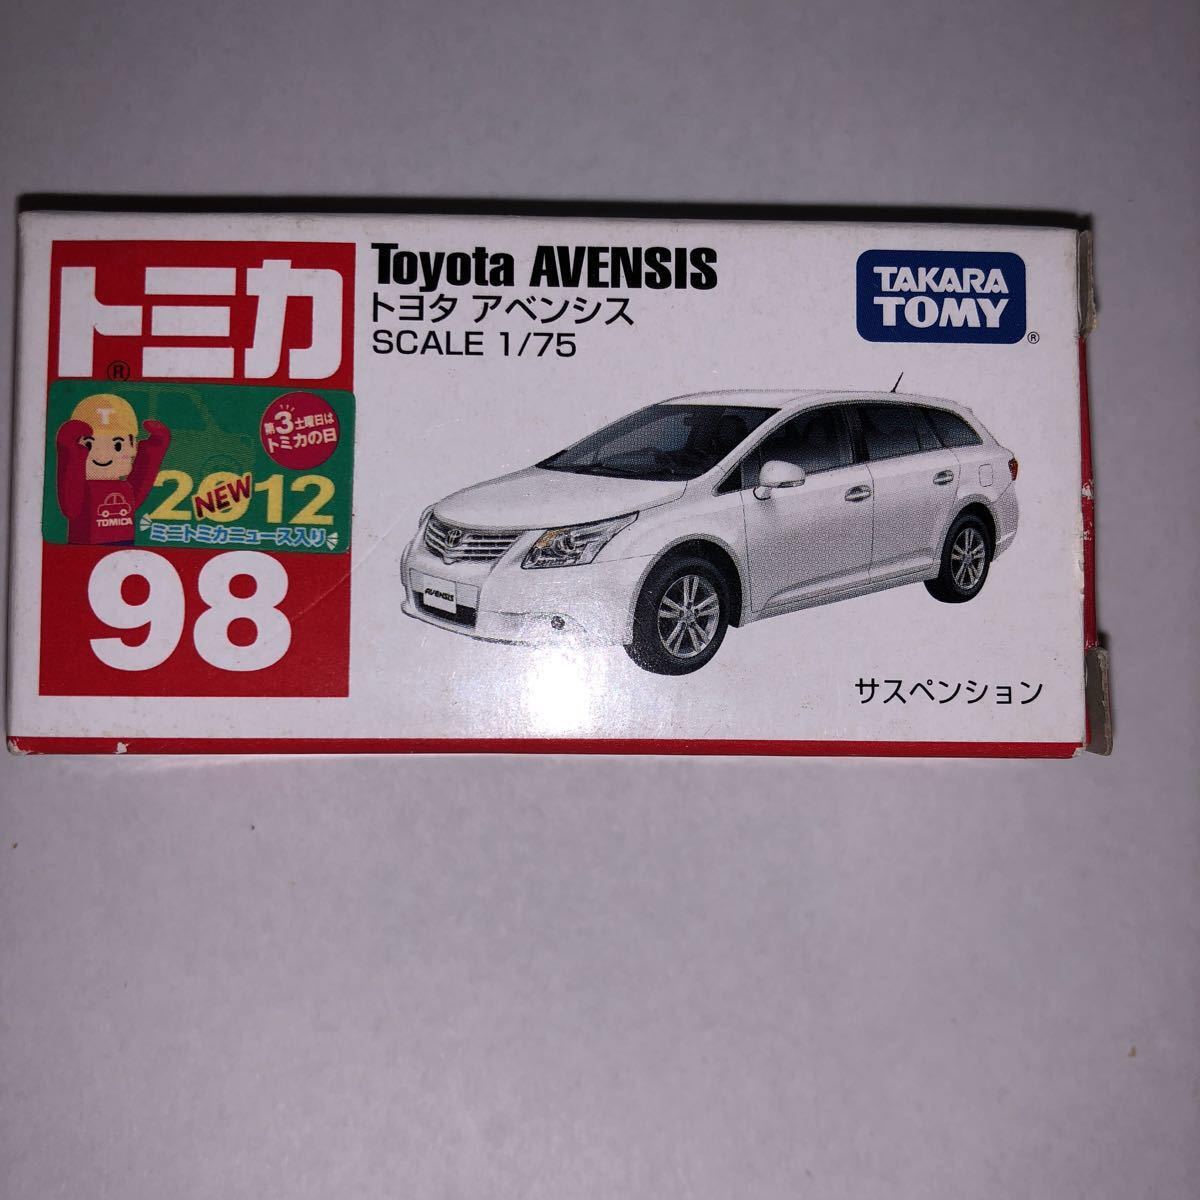 トミカ®
Toyota AVENSIS
トヨタ アベンシス
SCALE 1/75
TAKARA
TOMY®
T
TOMICA
第3土曜日は
トミカの日
2012
NEW
ミニトミカニュース入り
98
AVENSIS
サスペンション